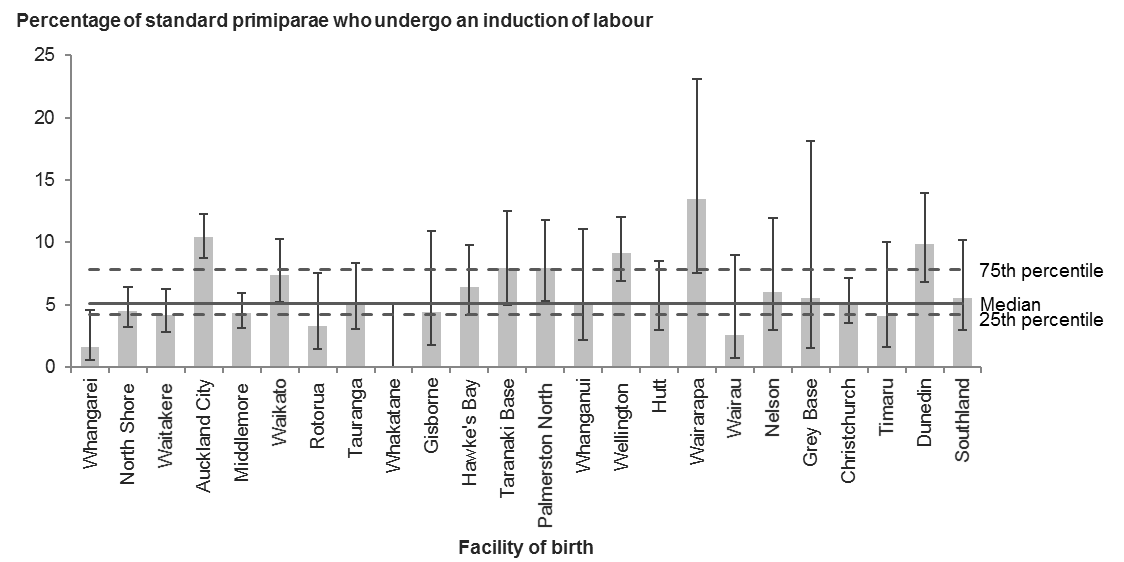 Percentage of standard primiparae who undergo an induction of labour
25
20
15
10
5
0
75th percentile
Median
25th percentile
Whangarei
North Shore
Waitakere
Auckland City
Middlemore
Waikato
Rotorua
Tauranga
Whakatane
Gisborne
Hawke's Bay
Taranaki Base
Palmerston North
Whanganui
Wellington
Hutt
Wairarapa
Wairau
Nelson
Grey Base
Christchurch
Timaru
Dunedin
Southland
Facility of birth